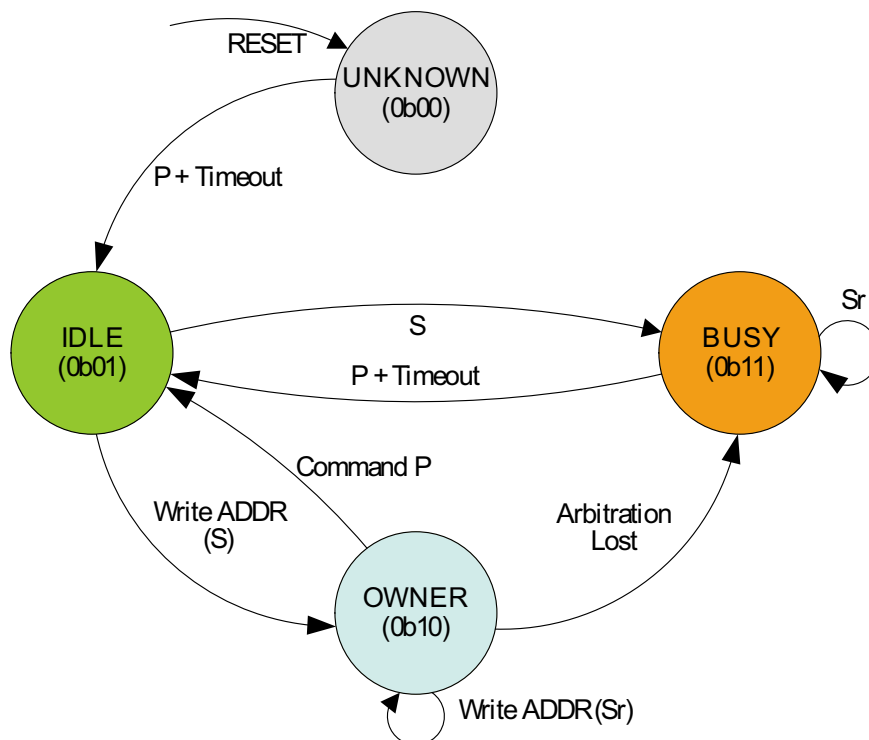 RESET
UNKNOWN
(0b00)
P + Timeout
IDLE
(0b01)
S
P + Timeout
BUSY
(0b11)
Sr
Command P
Write ADDR
(S)
Arbitration
Lost
OWNER
(0b10)
Write ADDR(Sr)